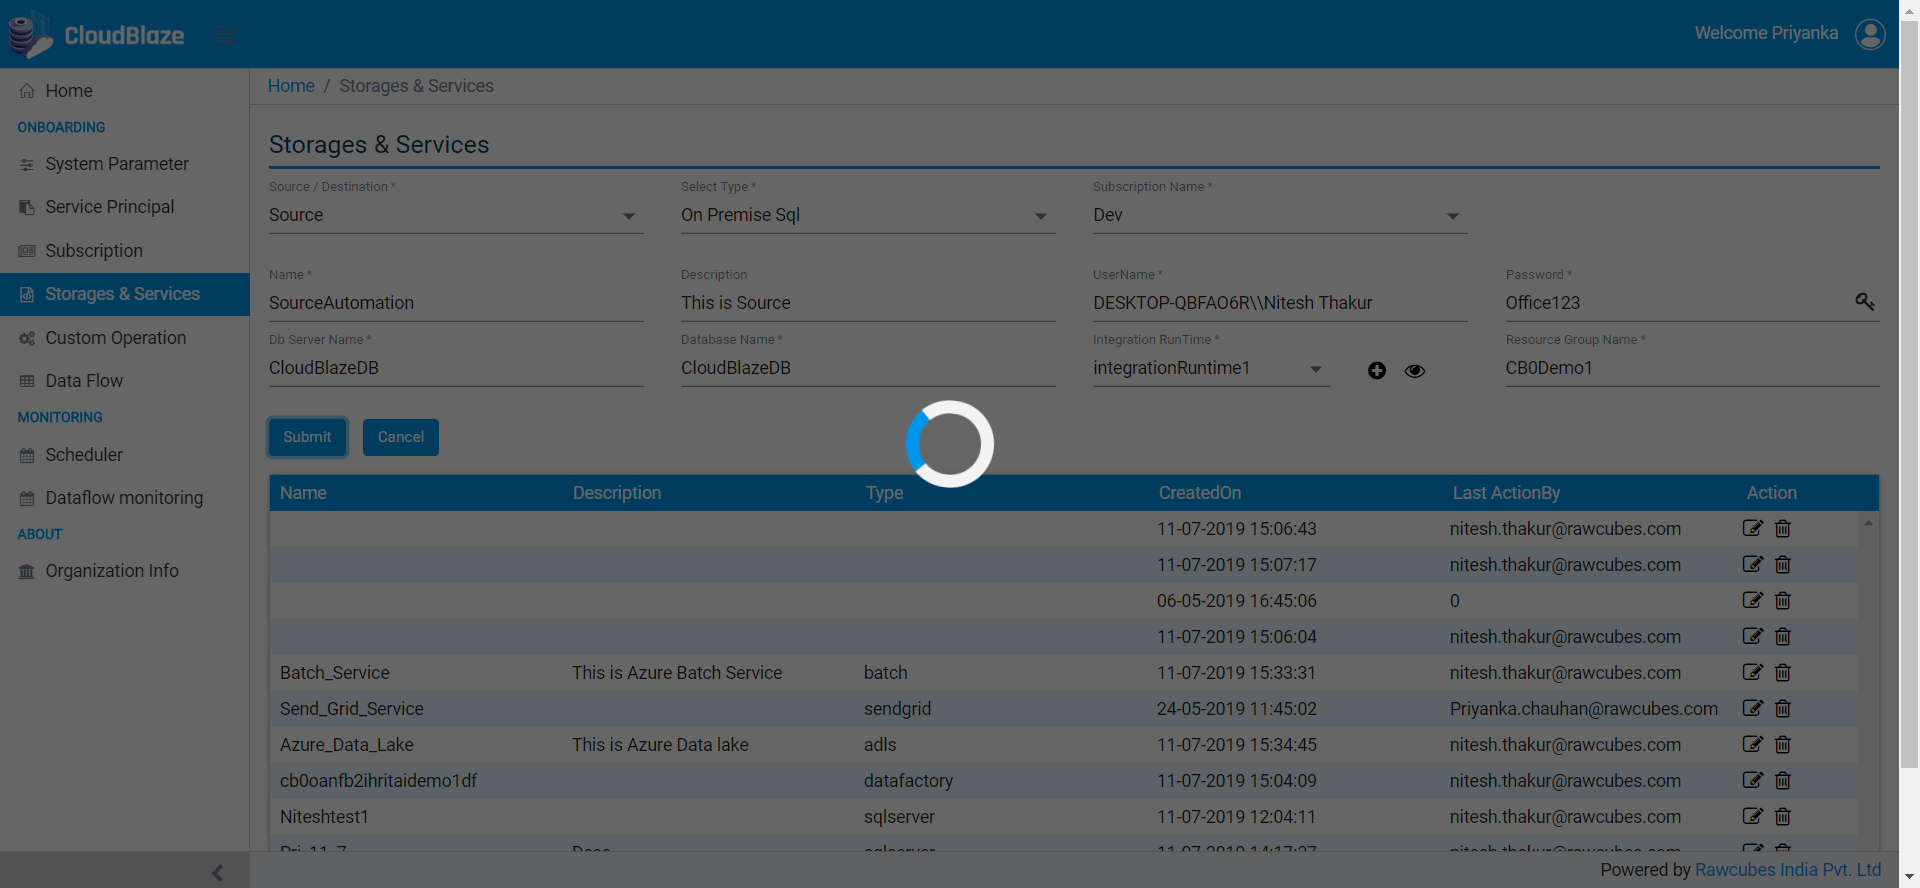 CloudBlaze
Welcome Priyanka
Home
ONBOARDING
System Parameter
Service Principal
Subscription
Storages & Services
Custom Operation
Data Flow
MONITORING
Scheduler
Dataflow monitoring
ABOUT
Organization Info
Home / Storages & Services
Storages & Services
Source / Destination * Select Type * Subscription Name *
Source On Premise Sql Dev
Name * Description UserName * Password *
SourceAutomation This is Source DESKTOP-QBFAO6R\\Nitesh Thakur Office123
Db Server Name * Database Name * Integration RunTime * Resource Group Name *
CloudBlazeDB CloudBlazeDB integrationRuntime1 CB0Demo1
Submit Cancel
Name Description Type CreatedOn Last ActionBy Action
11-07-2019 15:06:43 nitesh.thakur@rawcubes.com
11-07-2019 15:07:17 nitesh.thakur@rawcubes.com
06-05-2019 16:45:06 0
11-07-2019 15:06:04 nitesh.thakur@rawcubes.com
Batch_Service This is Azure Batch Service batch 11-07-2019 15:33:31 nitesh.thakur@rawcubes.com
Send_Grid_Service sendgrid 24-05-2019 11:45:02 Priyanka.chauhan@rawcubes.com
Azure_Data_Lake This is Azure Data lake adls 11-07-2019 15:34:45 nitesh.thakur@rawcubes.com
cb0oanfb2ihritaidemo1df datafactory 11-07-2019 15:04:09 nitesh.thakur@rawcubes.com
Niteshtest1 sqlserver 11-07-2019 12:04:11 nitesh.thakur@rawcubes.com
Powered by Rawcubes India Pvt. Ltd